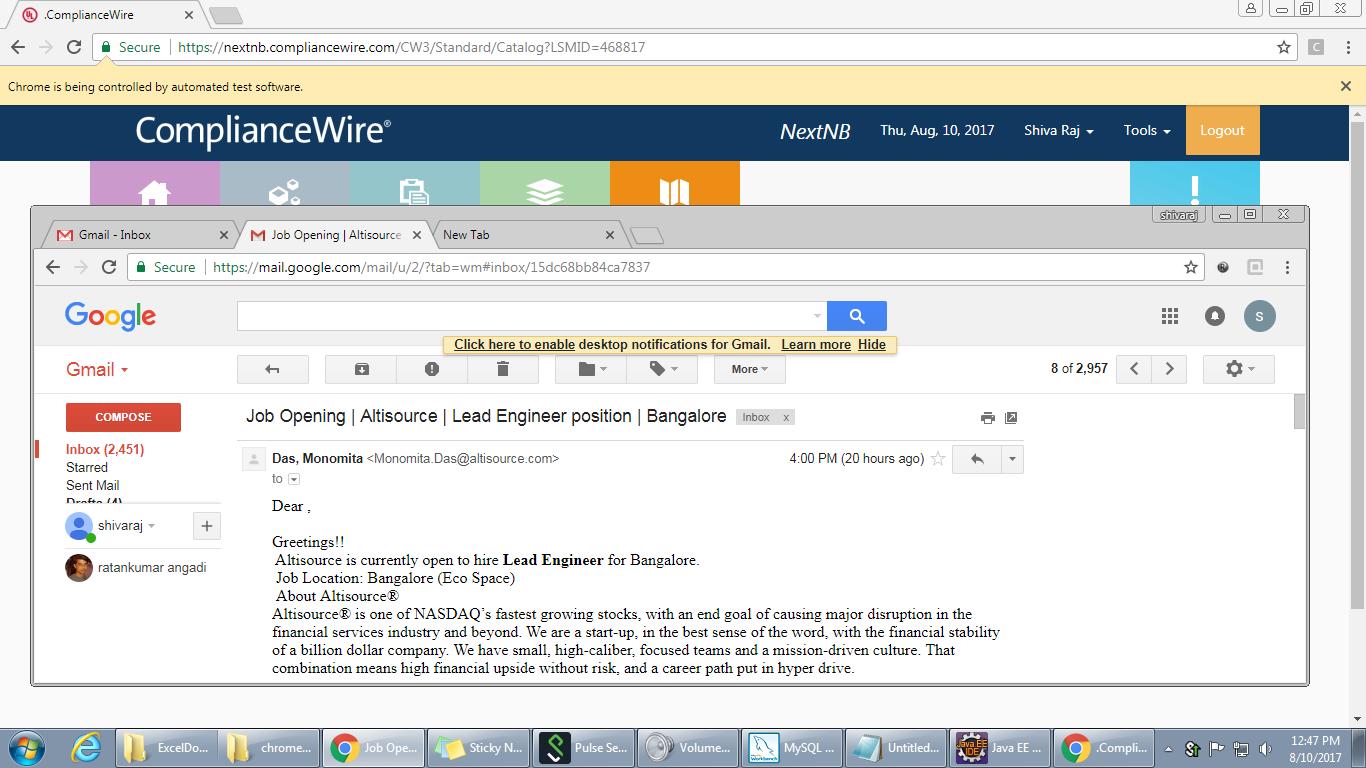 .ComplianceWire
Secure https://nextnb.compliancewire.com/CW3/Standard/Catalog?LSMID=468817
C
Chrome is being controlled by automated test software.
ComplianceWire®
NextNB Thu, Aug, 10, 2017 Shiva Raj Tools Logout
shivaraj
Gmail - Inbox Job Opening | Altisource New Tab
Secure https://mail.google.com/mail/u/2/?tab=wm#inbox/15dc68bb84ca7837
Google S
Click here to enable desktop notifications for Gmail. Learn more Hide
Gmail More 8 of 2,957
COMPOSE
Job Opening | Altisource | Lead Engineer position | Bangalore Inbox x
Inbox (2,451)
Starred
Sent Mail
Drafts (4)
shivaraj
ratankumar angadi
Das, Monomita <Monomita.Das@altisource.com> 4:00 PM (20 hours ago)
to
Dear ,
Greetings!!
Altisource is currently open to hire Lead Engineer for Bangalore.
Job Location: Bangalore (Eco Space)
About Altisource®
Altisource® is one of NASDAQ’s fastest growing stocks, with an end goal of causing major disruption in the
financial services industry and beyond. We are a start-up, in the best sense of the word, with the financial stability
of a billion dollar company. We have small, high-caliber, focused teams and a mission-driven culture. That
combination means high financial upside without risk, and a career path put in hyper drive.
ExcelDo... chrome... Job Ope... Sticky N... Pulse Se... Volume... MySQL ... Untitled... Java EE ... .Compli... 12:47 PM
8/10/2017